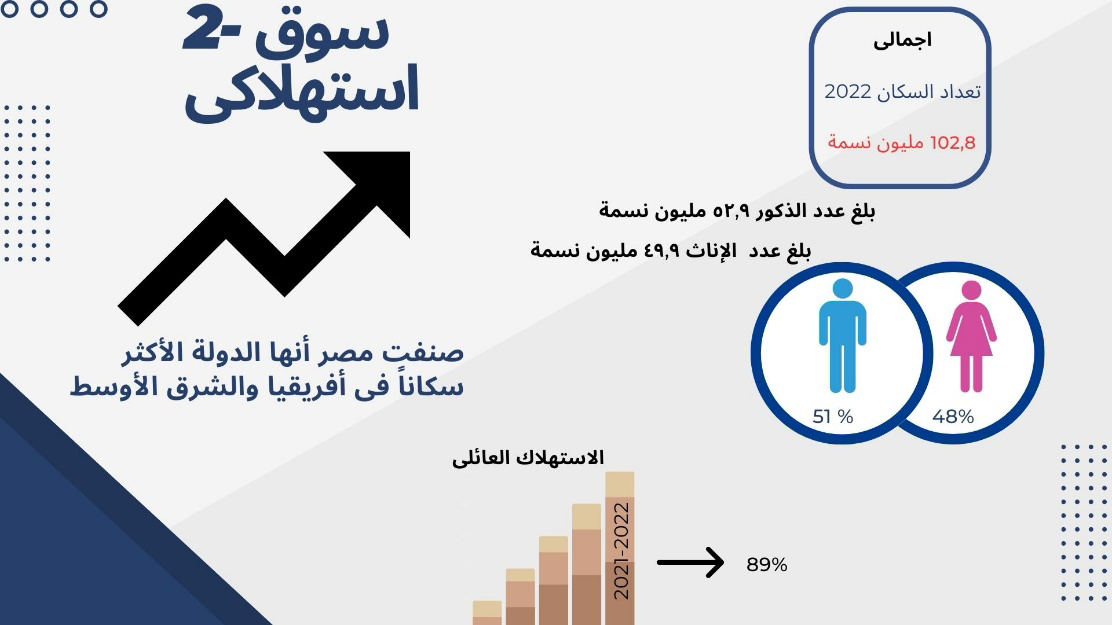 2- سوق
استهلاكى
اجمالى
تعداد السكان 2022
102,8 مليون نسمة
بلغ عدد الذكور ٥٢,٩ مليون نسمة
بلغ عدد الإناث ٤٩,٩ مليون نسمة
51 %
48%
صنفت مصر أنها الدولة الأكثر
سكاناً فى أفريقيا والشرق الأوسط
الاستهلاك العائلى
2021-2022
89%